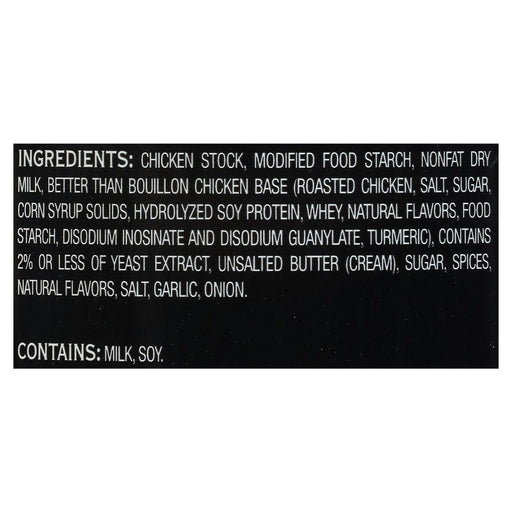 INGREDIENTS: CHICKEN STOCK, MODIFIED FOOD STARCH, NONFAT DRY
MILK, BETTER THAN BOUILLON CHICKEN BASE (ROASTED CHICKEN, SALT, SUGAR,
CORN SYRUP SOLIDS, HYDROLYZED SOY PROTEIN, WHEY, NATURAL FLAVORS, FOOD
STARCH, DISODIUM INOSINATE AND DISODIUM GUANYLATE, TURMERIC), CONTAINS
2% OR LESS OF YEAST EXTRACT, UNSALTED BUTTER (CREAM), SUGAR, SPICES,
NATURAL FLAVORS, SALT, GARLIC, ONION.
CONTAINS: MILK, SOY.